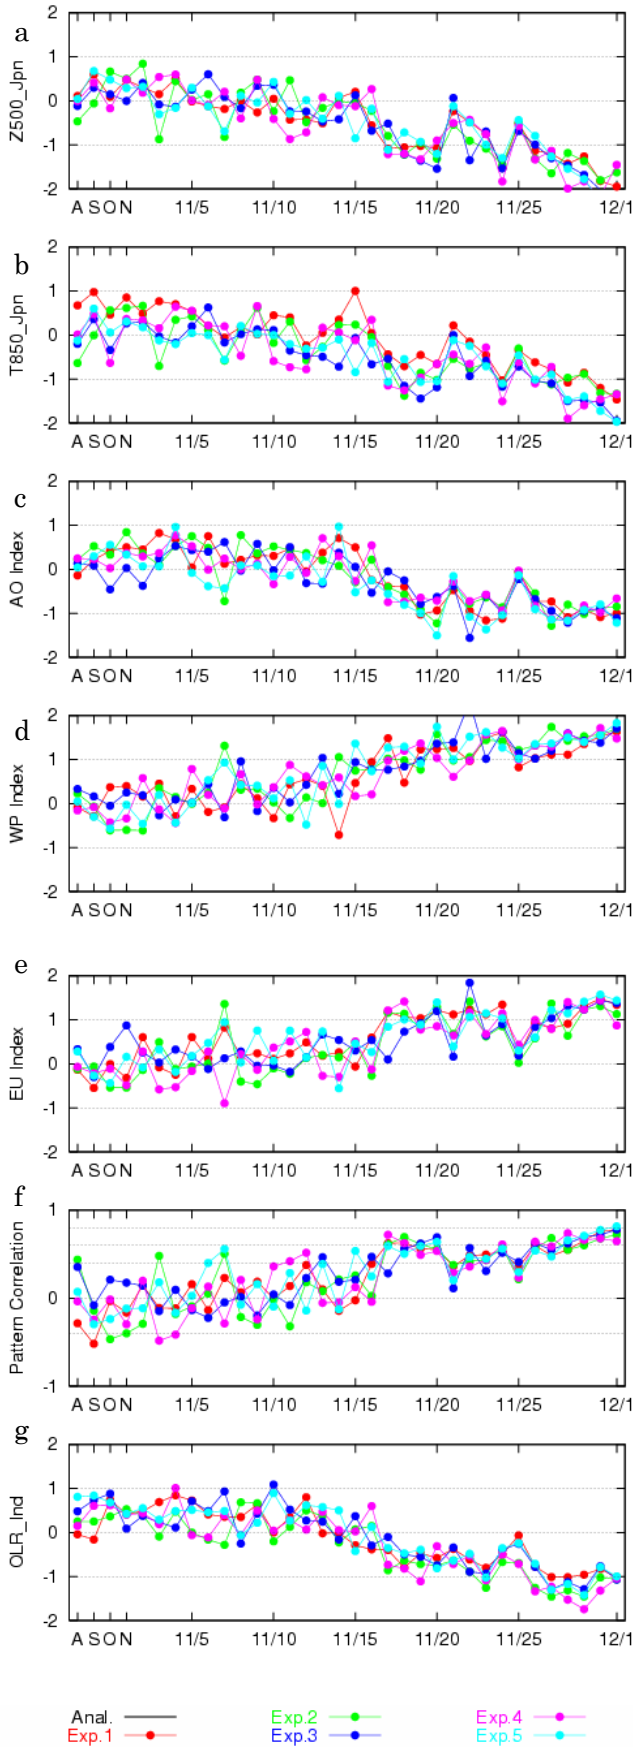 a
Z500_Jpn
2
1
0
-1
-2
A S O N 11/5 11/10 11/15 11/20 11/25 12/1
b
T850_Jpn
2
1
0
-1
-2
A S O N 11/5 11/10 11/15 11/20 11/25 12/1
c
AO Index
2
1
0
-1
-2
A S O N 11/5 11/10 11/15 11/20 11/25 12/1
d
WP Index
2
1
0
-1
-2
A S O N 11/5 11/10 11/15 11/20 11/25 12/1
e
EU Index
2
1
0
-1
-2
A S O N 11/5 11/10 11/15 11/20 11/25 12/1
f
Pattern Correlation
1
0
-1
A S O N 11/5 11/10 11/15 11/20 11/25 12/1
g
OLR_Ind
2
1
0
-1
-2
A S O N 11/5 11/10 11/15 11/20 11/25 12/1
Anal. Exp.2 Exp.4
Exp.1 Exp.3 Exp.5